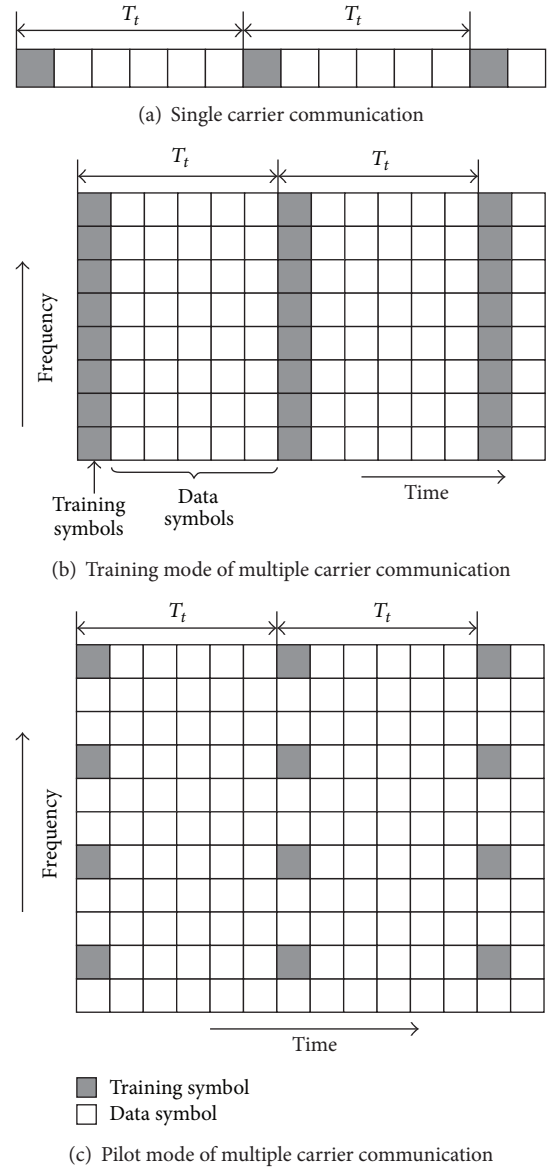 T_t T_t
(a) Single carrier communication
T_t T_t
Frequency
Training
symbols
Data
symbols
Time
(b) Training mode of multiple carrier communication
T_t T_t
Frequency
Time
Training symbol
Data symbol
(c) Pilot mode of multiple carrier communication